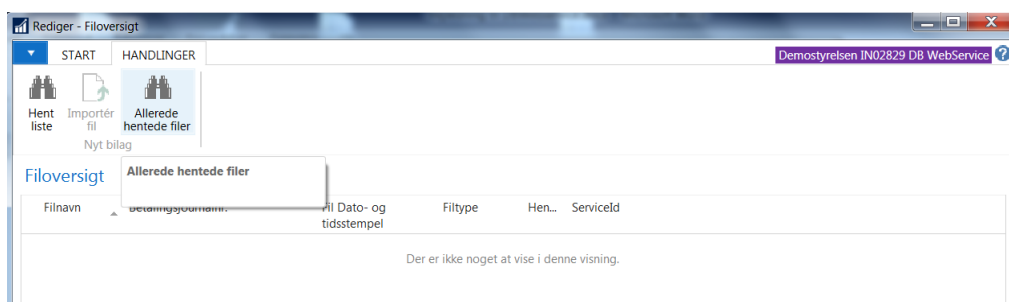 Rediger - Filoversigt
START HANDLINGER
Demostyrelsen IN02829 DB WebService
Hent liste
Importér fil
Allerede hentede filer
Nyt bilag
Filoversigt
Allerede hentede filer
Filnavn Betalingsjournalnr. Fil Dato- og tidsstempel Filtype Hen... ServiceId
Der er ikke noget at vise i denne visning.